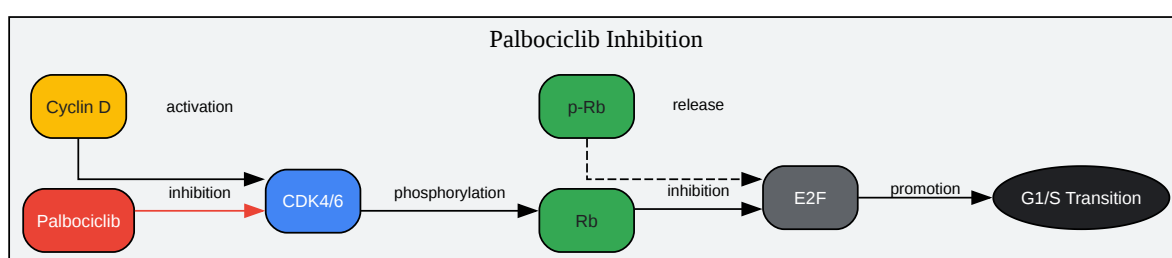 Palbociclib Inhibition
Cyclin D
activation
p-Rb
release
Palbociclib
inhibition
CDK4/6
phosphorylation
Rb
inhibition
E2F
promotion
G1/S Transition